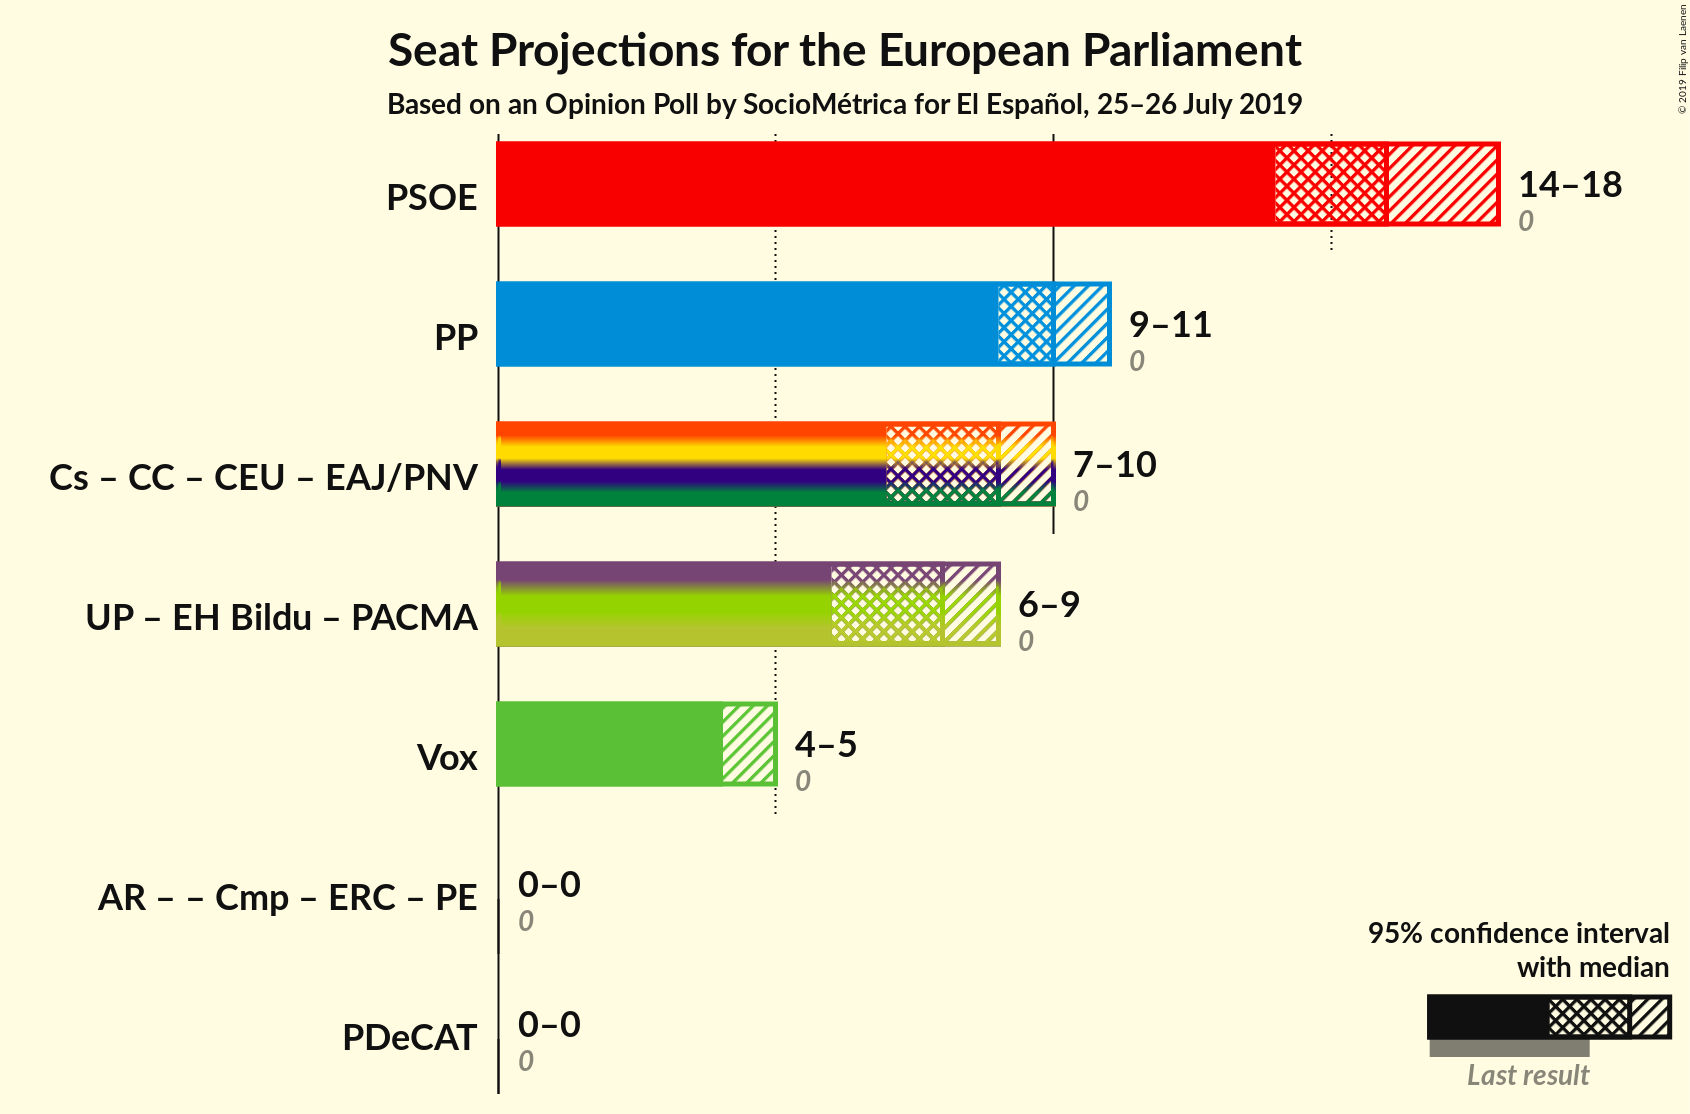 Seat Projections for the European Parliament
Based on an Opinion Poll by SocioMétrica for El Español, 25–26 July 2019
© 2019 Filip van Laenen
PSOE
14–18
0
PP
9–11
0
Cs – CC – CEU – EAJ/PNV
7–10
0
UP – EH Bildu – PACMA
6–9
0
Vox
4–5
0
AR – – Cmp – ERC – PE
0–0
0
PDeCAT
0–0
0
95% confidence interval
with median
Last result